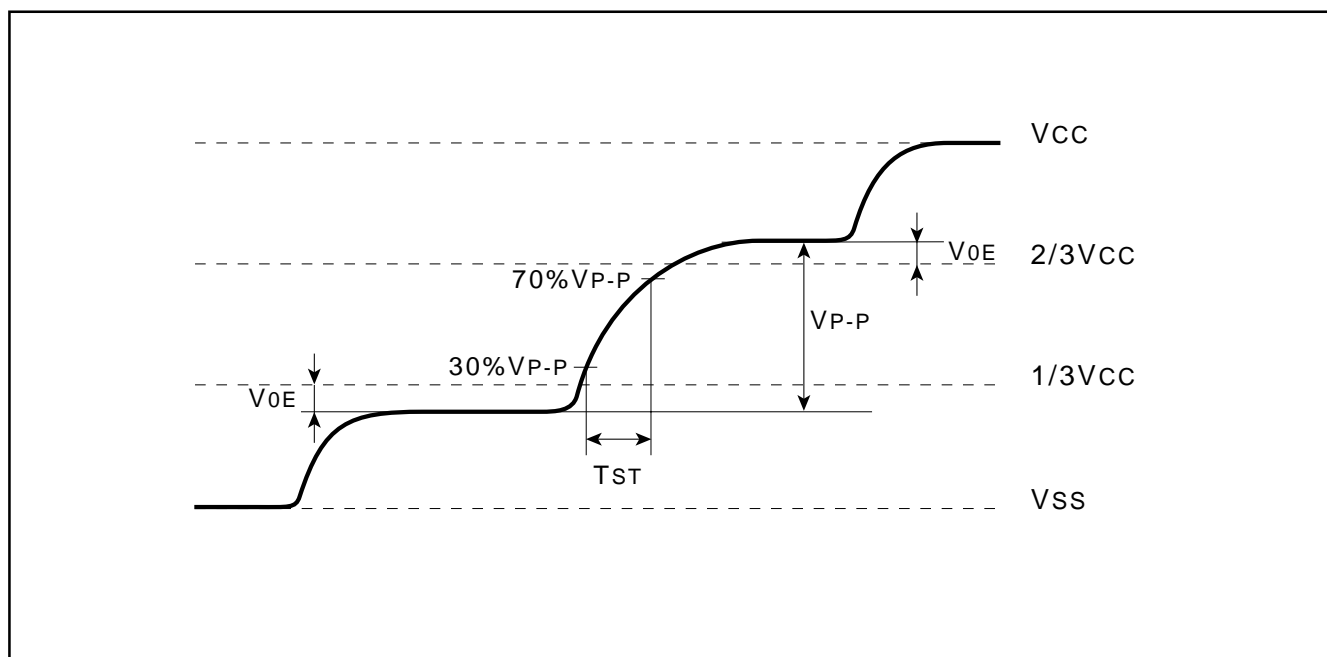 VCC
V0E
2/3VCC
70%VP-P
VP-P
30%VP-P
1/3VCC
V0E
TST
VSS